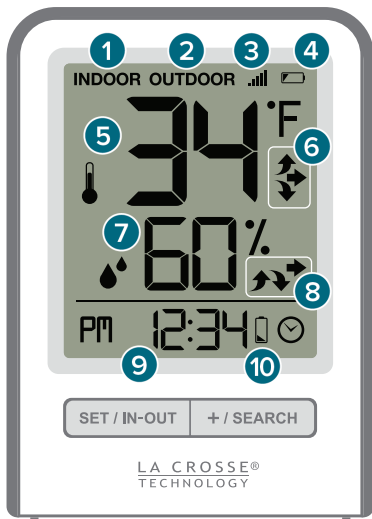 1 2 3 4
INDOOR OUTDOOR
5 34 °F
6
7 60 %
8
PM 12:34
9 10
SET / IN-OUT + / SEARCH
LA CROSSE®
TECHNOLOGY